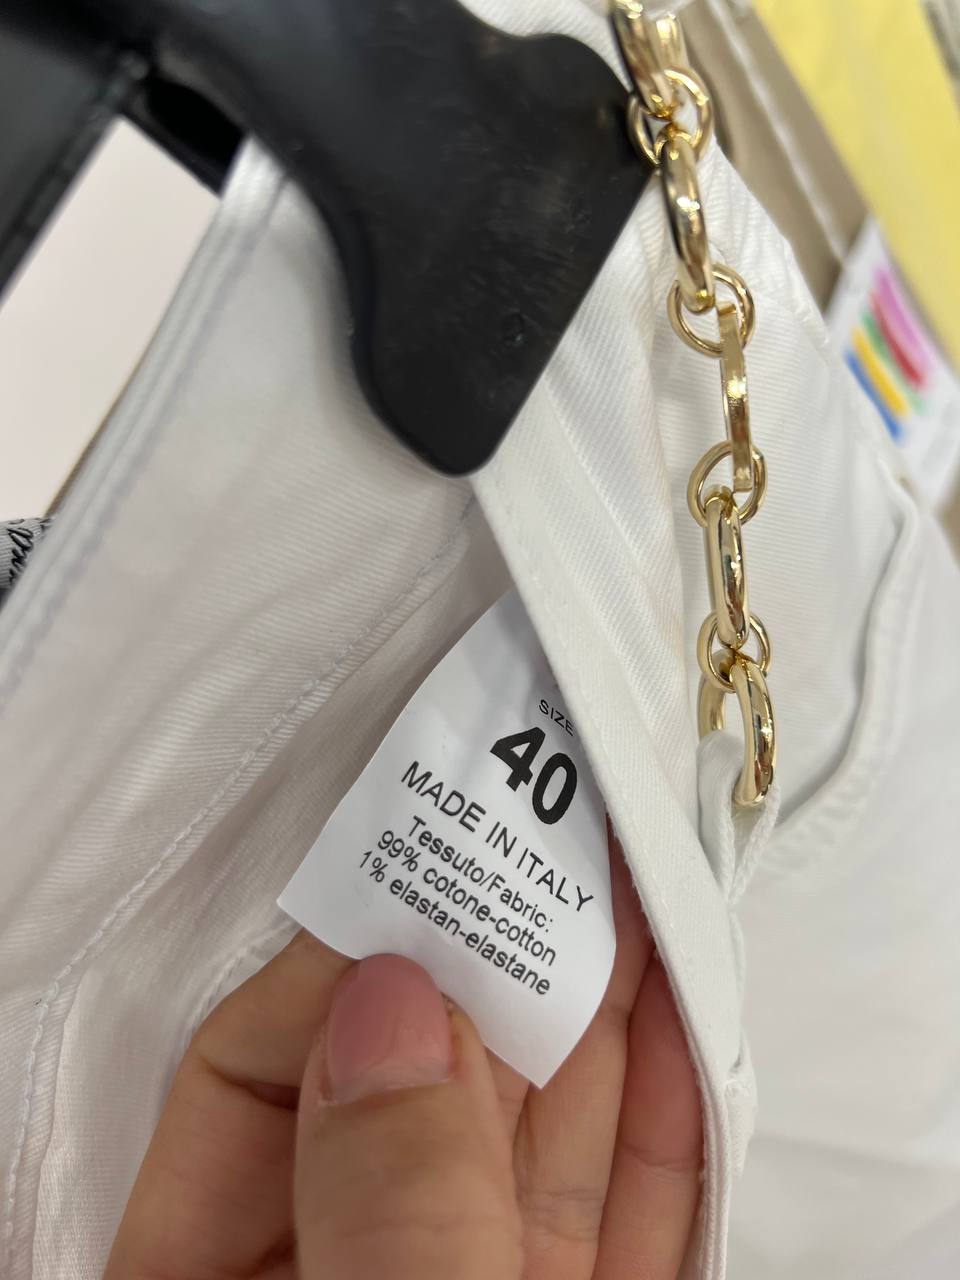 SIZE
40
MADE IN ITALY
Tessuto/Fabric:
99% cotone-cotton
1% elastan-elastane